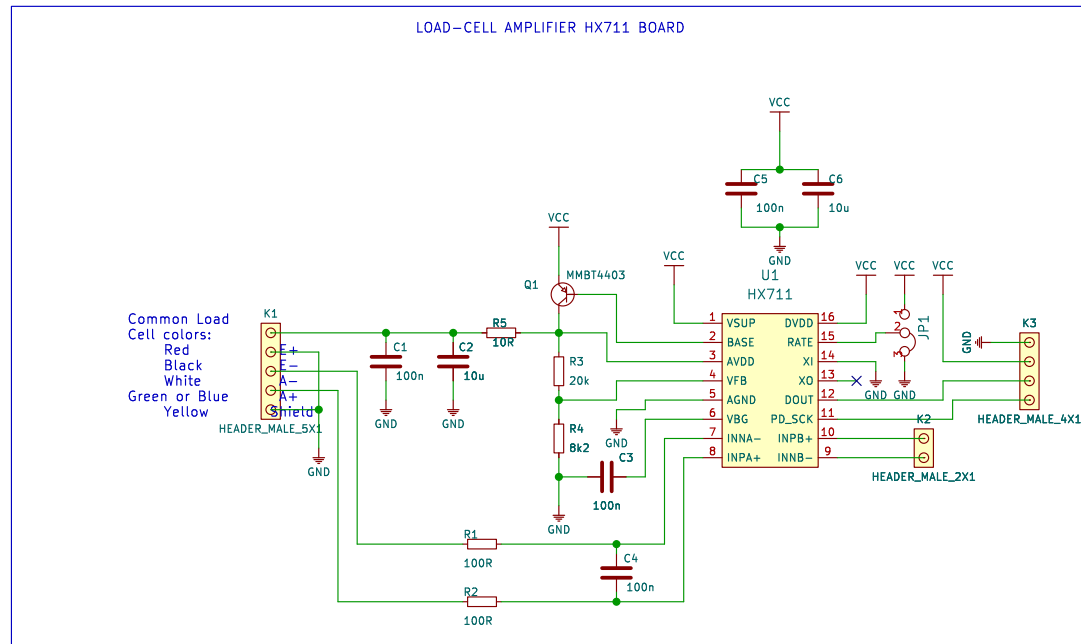 LOAD-CELL AMPLIFIER HX711 BOARD
VCC
C5
100n
C6
10u
GND
VCC
Q1
MMBT4403
VCC
U1
HX711
VCC
VCC
VCC
Common Load
Cell colors:
Red
Black
White
Green or Blue
Yellow
K1
E+
E-
A-
A+
Shield
HEADER_MALE_5X1
GND
C1
100n
GND
C2
10u
GND
R5
10R
R3
20k
R4
8k2
GND
C3
100n
GND
1 VSUP
2 BASE
3 AVDD
4 VFB
5 AGND
6 VBG
7 INNA-
8 INPA+
DVDD 16
RATE 15
XI 14
XO 13
DOUT 12
PD_SCK 11
INPB+ 10
INNB- 9
1
2
3
JP1
GND
GND
GND
K3
HEADER_MALE_4X1
K2
HEADER_MALE_2X1
R1
100R
R2
100R
C4
100n